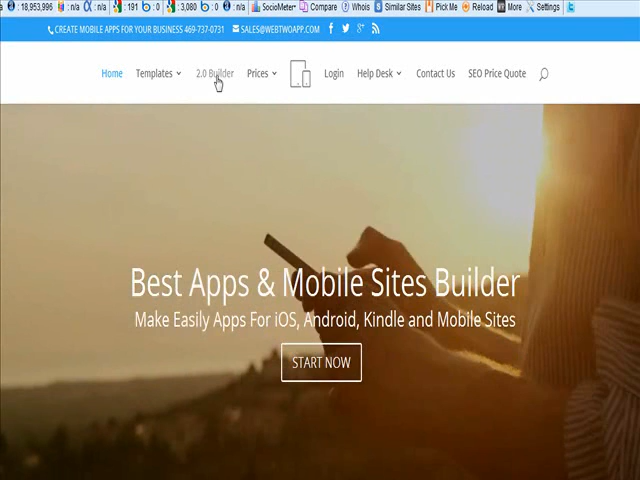 : 18,953,996 : n/a : n/a : 191 : 0 : 3,080 : 0 : n/a SocioMeter Compare Whois Similar Sites Pick Me Reload More Settings
CREATE MOBILE APPS FOR YOUR BUSINESS 469-737-0731 SALES@WEBTWOAPP.COM
Home Templates 2.0 Builder Prices Login Help Desk Contact Us SEO Price Quote
Best Apps & Mobile Sites Builder
Make Easily Apps For iOS, Android, Kindle and Mobile Sites
START NOW